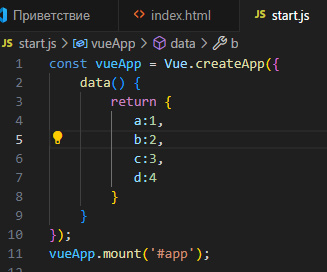 Приветствие index.html JS start.js
JS start.js > vueApp > data > b
1 const vueApp = Vue.createApp({
2 data() {
3 return {
4 a:1,
5 b:2,
6 c:3,
7 d:4
8 }
9 }
10 });
11 vueApp.mount('#app');